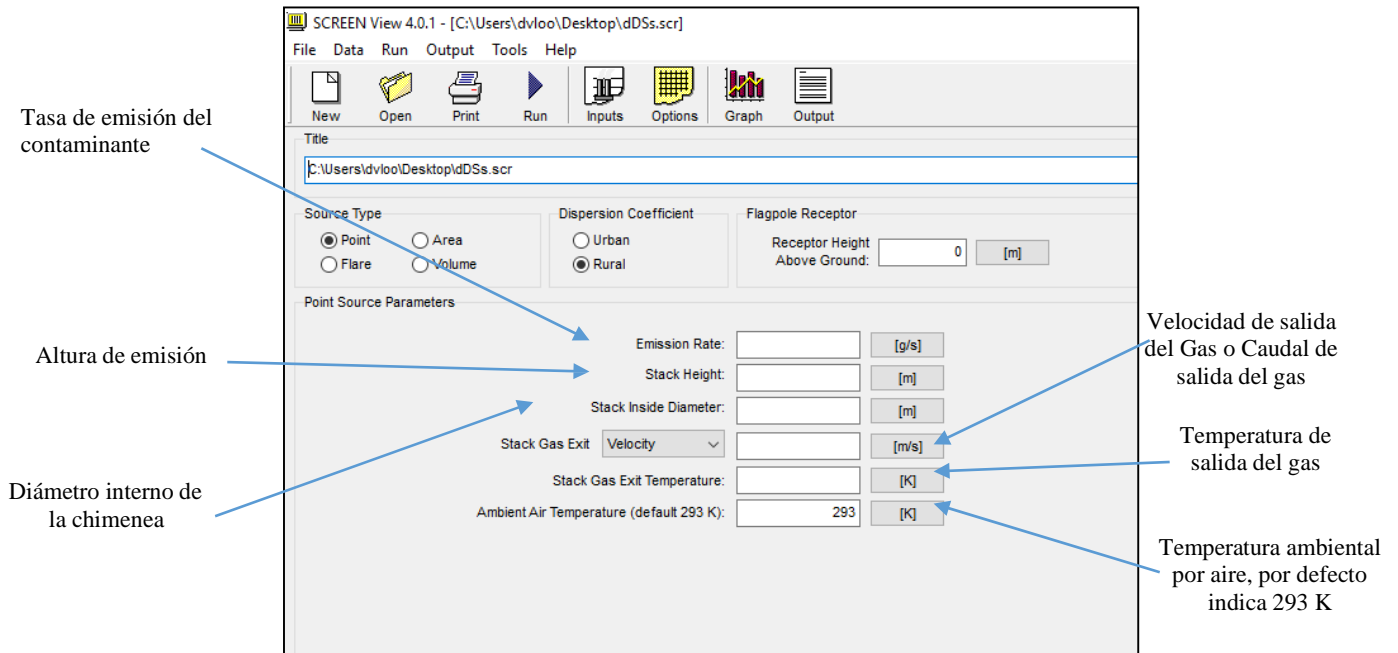 SCREEN View 4.0.1 - [C:\Users\dvloo\Desktop\dDSs.scr]
File Data Run Output Tools Help
New Open Print Run Inputs Options Graph Output
Title
C:\Users\dvloo\Desktop\dDSs.scr
Source Type
Point Area
Flare Volume
Dispersion Coefficient
Urban
Rural
Flagpole Receptor
Receptor Height
Above Ground: 0 [m]
Point Source Parameters
Emission Rate: [g/s]
Stack Height: [m]
Stack Inside Diameter: [m]
Stack Gas Exit Velocity [m/s]
Stack Gas Exit Temperature: [K]
Ambient Air Temperature (default 293 K): 293 [K]
Tasa de emisión del
contaminante
Altura de emisión
Diámetro interno de
la chimenea
Velocidad de salida
del Gas o Caudal de
salida del gas
Temperatura de
salida del gas
Temperatura ambiental
por aire, por defecto
indica 293 K